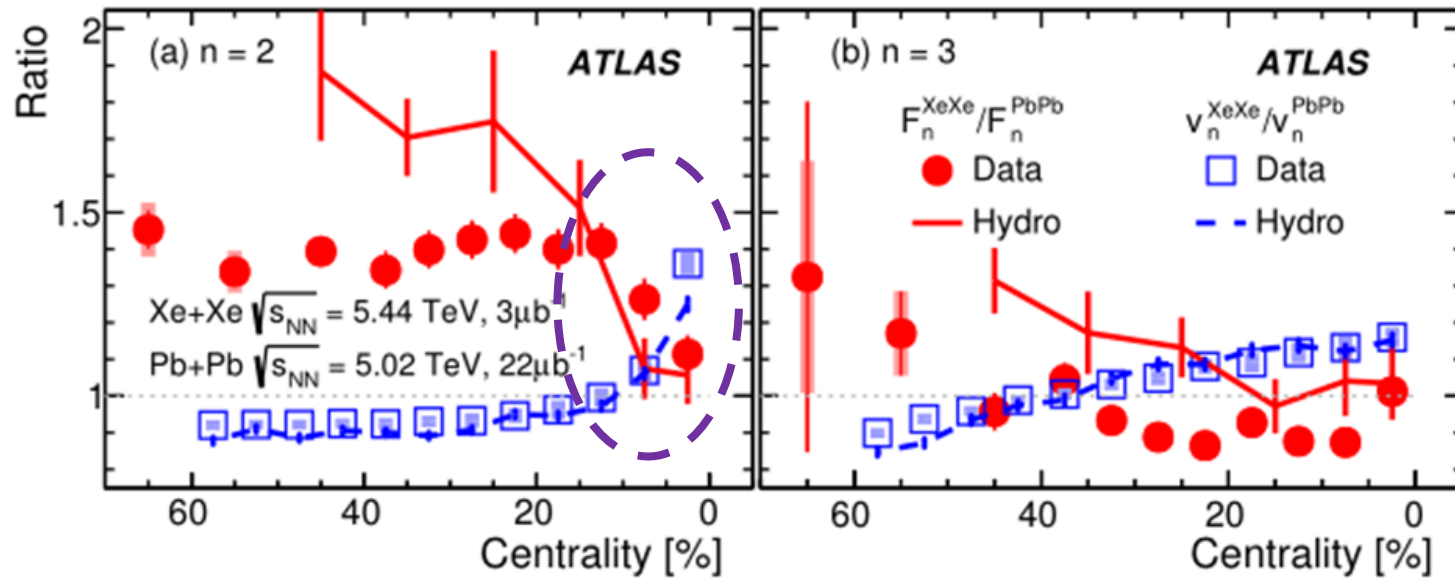 Ratio
2
1.5
1
(a) n = 2
ATLAS
Xe+Xe √sNN = 5.44 TeV, 3μb-1
Pb+Pb √sNN = 5.02 TeV, 22μb-1
60 40 20 0
Centrality [%]
(b) n = 3
ATLAS
FnXeXe/FnPbPb vnXeXe/vnPbPb
Data Data
Hydro Hydro
60 40 20 0
Centrality [%]